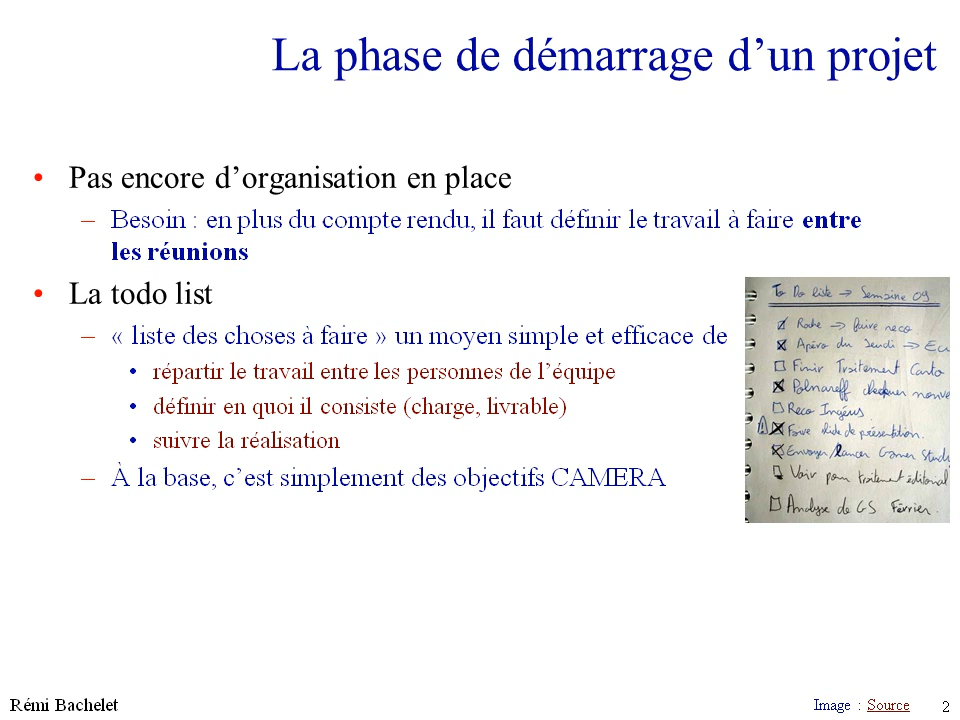 La phase de démarrage d’un projet
• Pas encore d’organisation en place
– Besoin : en plus du compte rendu, il faut définir le travail à faire entre
les réunions
• La todo list
– « liste des choses à faire » un moyen simple et efficace de
• répartir le travail entre les personnes de l’équipe
• définir en quoi il consiste (charge, livrable)
• suivre la réalisation
– À la base, c’est simplement des objectifs CAMERA
To Do liste → Semaine 09
→ faire reco
Apéro du Jeudi →
Finir Traitement Carto
Polnareff
Reco Ingénus
Faire slide de présentation.
Envoyer/lancer Gamer
Voir pour traitement éditorial
Analyse de GS Février.
Rémi Bachelet
Image : Source
2